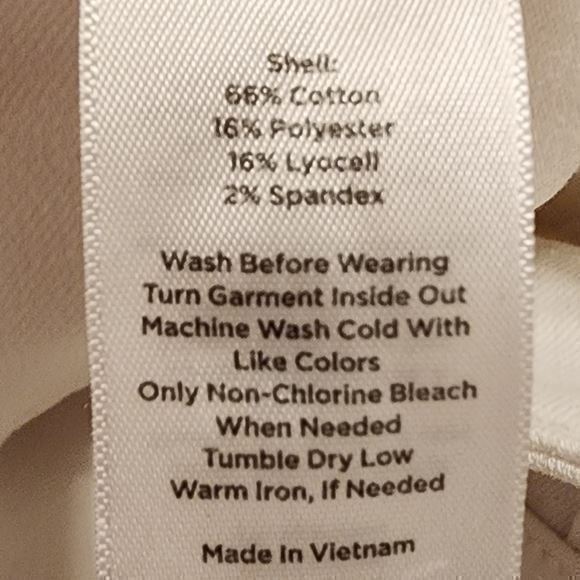 Shell:
66% Cotton
16% Polyester
16% Lyocell
2% Spandex
Wash Before Wearing
Turn Garment Inside Out
Machine Wash Cold With
Like Colors
Only Non-Chlorine Bleach
When Needed
Tumble Dry Low
Warm Iron, If Needed
Made In Vietnam